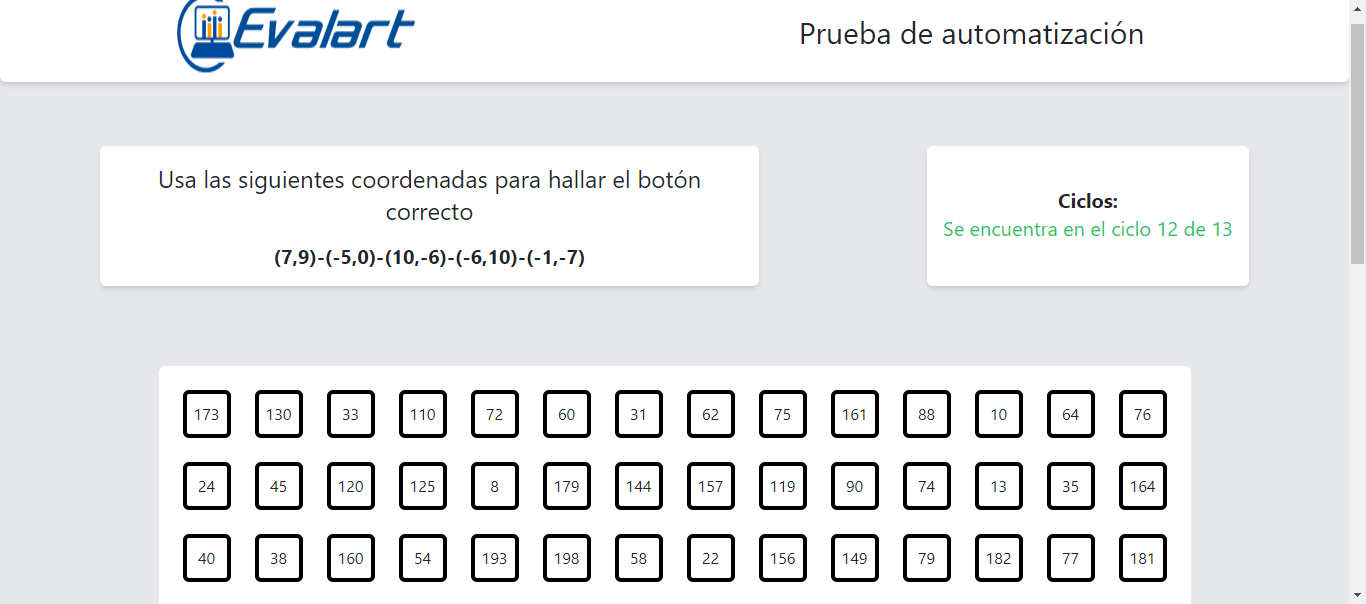 Evalart
Prueba de automatización
Usa las siguientes coordenadas para hallar el botón
correcto
(7,9)-(-5,0)-(10,-6)-(-6,10)-(-1,-7)
Ciclos:
Se encuentra en el ciclo 12 de 13
173 130 33 110 72 60 31 62 75 161 88 10 64 76
24 45 120 125 8 179 144 157 119 90 74 13 35 164
40 38 160 54 193 198 58 22 156 149 79 182 77 181